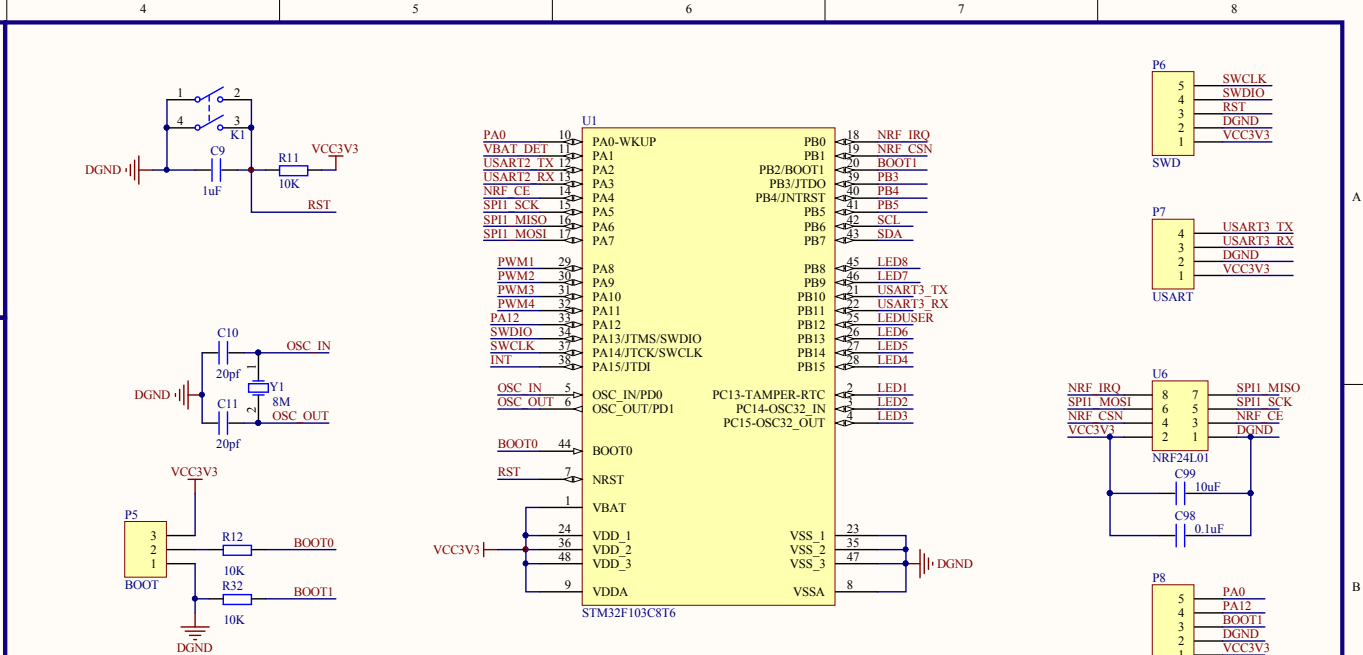 4 5 6 7 8
A
B
1 2
4 3
K1
C9
1uF
R11
10K
VCC3V3
DGND
RST
C10
20pf
OSC_IN
DGND
1
Y1
8M
2
C11
20pf
OSC_OUT
VCC3V3
P5
3
2
1
BOOT
R12
10K
BOOT0
R32
10K
BOOT1
DGND
U1
PA0 10 PA0-WKUP
VBAT_DET 11 PA1
USART2_TX 12 PA2
USART2_RX 13 PA3
NRF_CE 14 PA4
SPI1_SCK 15 PA5
SPI1_MISO 16 PA6
SPI1_MOSI 17 PA7
PWM1 29 PA8
PWM2 30 PA9
PWM3 31 PA10
PWM4 32 PA11
PA12 33 PA12
SWDIO 34 PA13/JTMS/SWDIO
SWCLK 37 PA14/JTCK/SWCLK
INT 38 PA15/JTDI
OSC_IN 5 OSC_IN/PD0
OSC_OUT 6 OSC_OUT/PD1
BOOT0 44 BOOT0
RST 7 NRST
1 VBAT
24 VDD_1
VCC3V3 36 VDD_2
48 VDD_3
9 VDDA
PB0 18 NRF_IRQ
PB1 19 NRF_CSN
PB2/BOOT1 20 BOOT1
PB3/JTDO 39 PB3
PB4/JNTRST 40 PB4
PB5 41 PB5
PB6 42 SCL
PB7 43 SDA
PB8 45 LED8
PB9 46 LED7
PB10 21 USART3_TX
PB11 22 USART3_RX
PB12 25 LEDUSER
PB13 26 LED6
PB14 27 LED5
PB15 28 LED4
PC13-TAMPER-RTC 2 LED1
PC14-OSC32_IN 3 LED2
PC15-OSC32_OUT 4 LED3
VSS_1 23
VSS_2 35
VSS_3 47 DGND
VSSA 8
STM32F103C8T6
P6
5 SWCLK
4 SWDIO
3 RST
2 DGND
1 VCC3V3
SWD
P7
4 USART3_TX
3 USART3_RX
2 DGND
1 VCC3V3
USART
U6
NRF_IRQ 8 7 SPI1_MISO
SPI1_MOSI 6 5 SPI1_SCK
NRF_CSN 4 3 NRF_CE
VCC3V3 2 1 DGND
NRF24L01
C99
10uF
C98
0.1uF
P8
5 PA0
4 PA12
3 BOOT1
2 DGND
1 VCC3V3